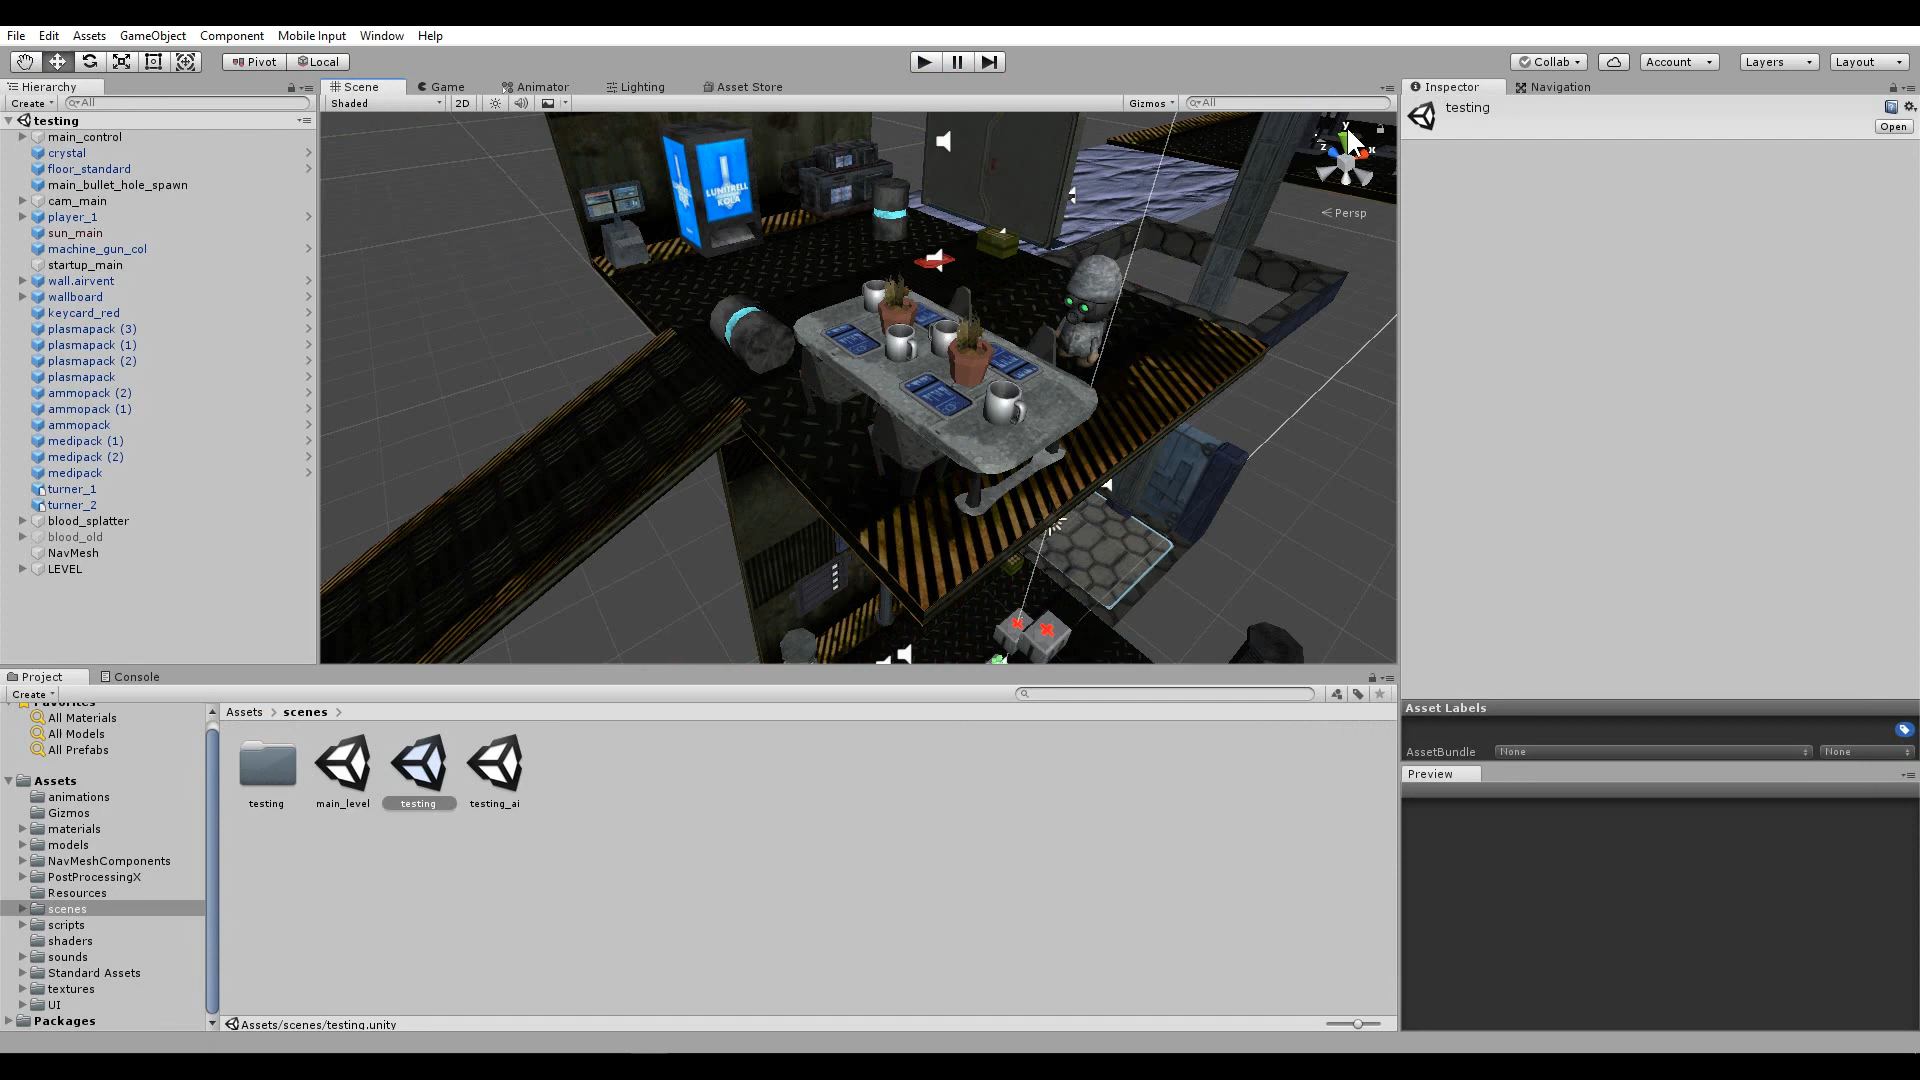 File Edit Assets GameObject Component Mobile Input Window Help
Pivot Local
Collab Account Layers Layout
Hierarchy
Create All
testing
main_control
crystal
floor_standard
main_bullet_hole_spawn
cam_main
player_1
sun_main
machine_gun_col
startup_main
wall.airvent
wallboard
keycard_red
plasmapack (3)
plasmapack (1)
plasmapack (2)
plasmapack
ammopack (2)
ammopack (1)
ammopack
medipack (1)
medipack (2)
medipack
turner_1
turner_2
blood_splatter
blood_old
NavMesh
LEVEL
Scene Game Animator Lighting Asset Store
Shaded 2D Gizmos All
LUNITRELL
KOLA
y
z x
Persp
Inspector Navigation
testing
Open
Project Console
Create
Favorites
All Materials
All Models
All Prefabs
Assets
animations
Gizmos
materials
models
NavMeshComponents
PostProcessingX
Resources
scenes
scripts
shaders
sounds
Standard Assets
textures
UI
Packages
Assets > scenes >
testing main_level testing testing_ai
Assets/scenes/testing.unity
Asset Labels
AssetBundle None None
Preview